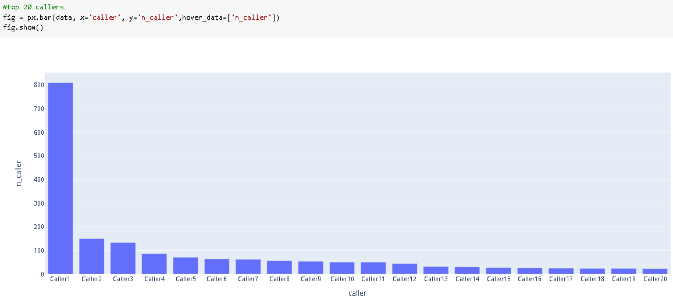 #top 20 callers
fig = px.bar(data, x='caller', y='n_caller',hover_data=['n_caller'])
fig.show()
800
700
600
500
400
300
200
100
0
n_caller
Caller1 Caller2 Caller3 Caller4 Caller5 Caller6 Caller7 Caller8 Caller9 Caller10 Caller11 Caller12 Caller13 Caller14 Caller15 Caller16 Caller17 Caller18 Caller19 Caller20
caller